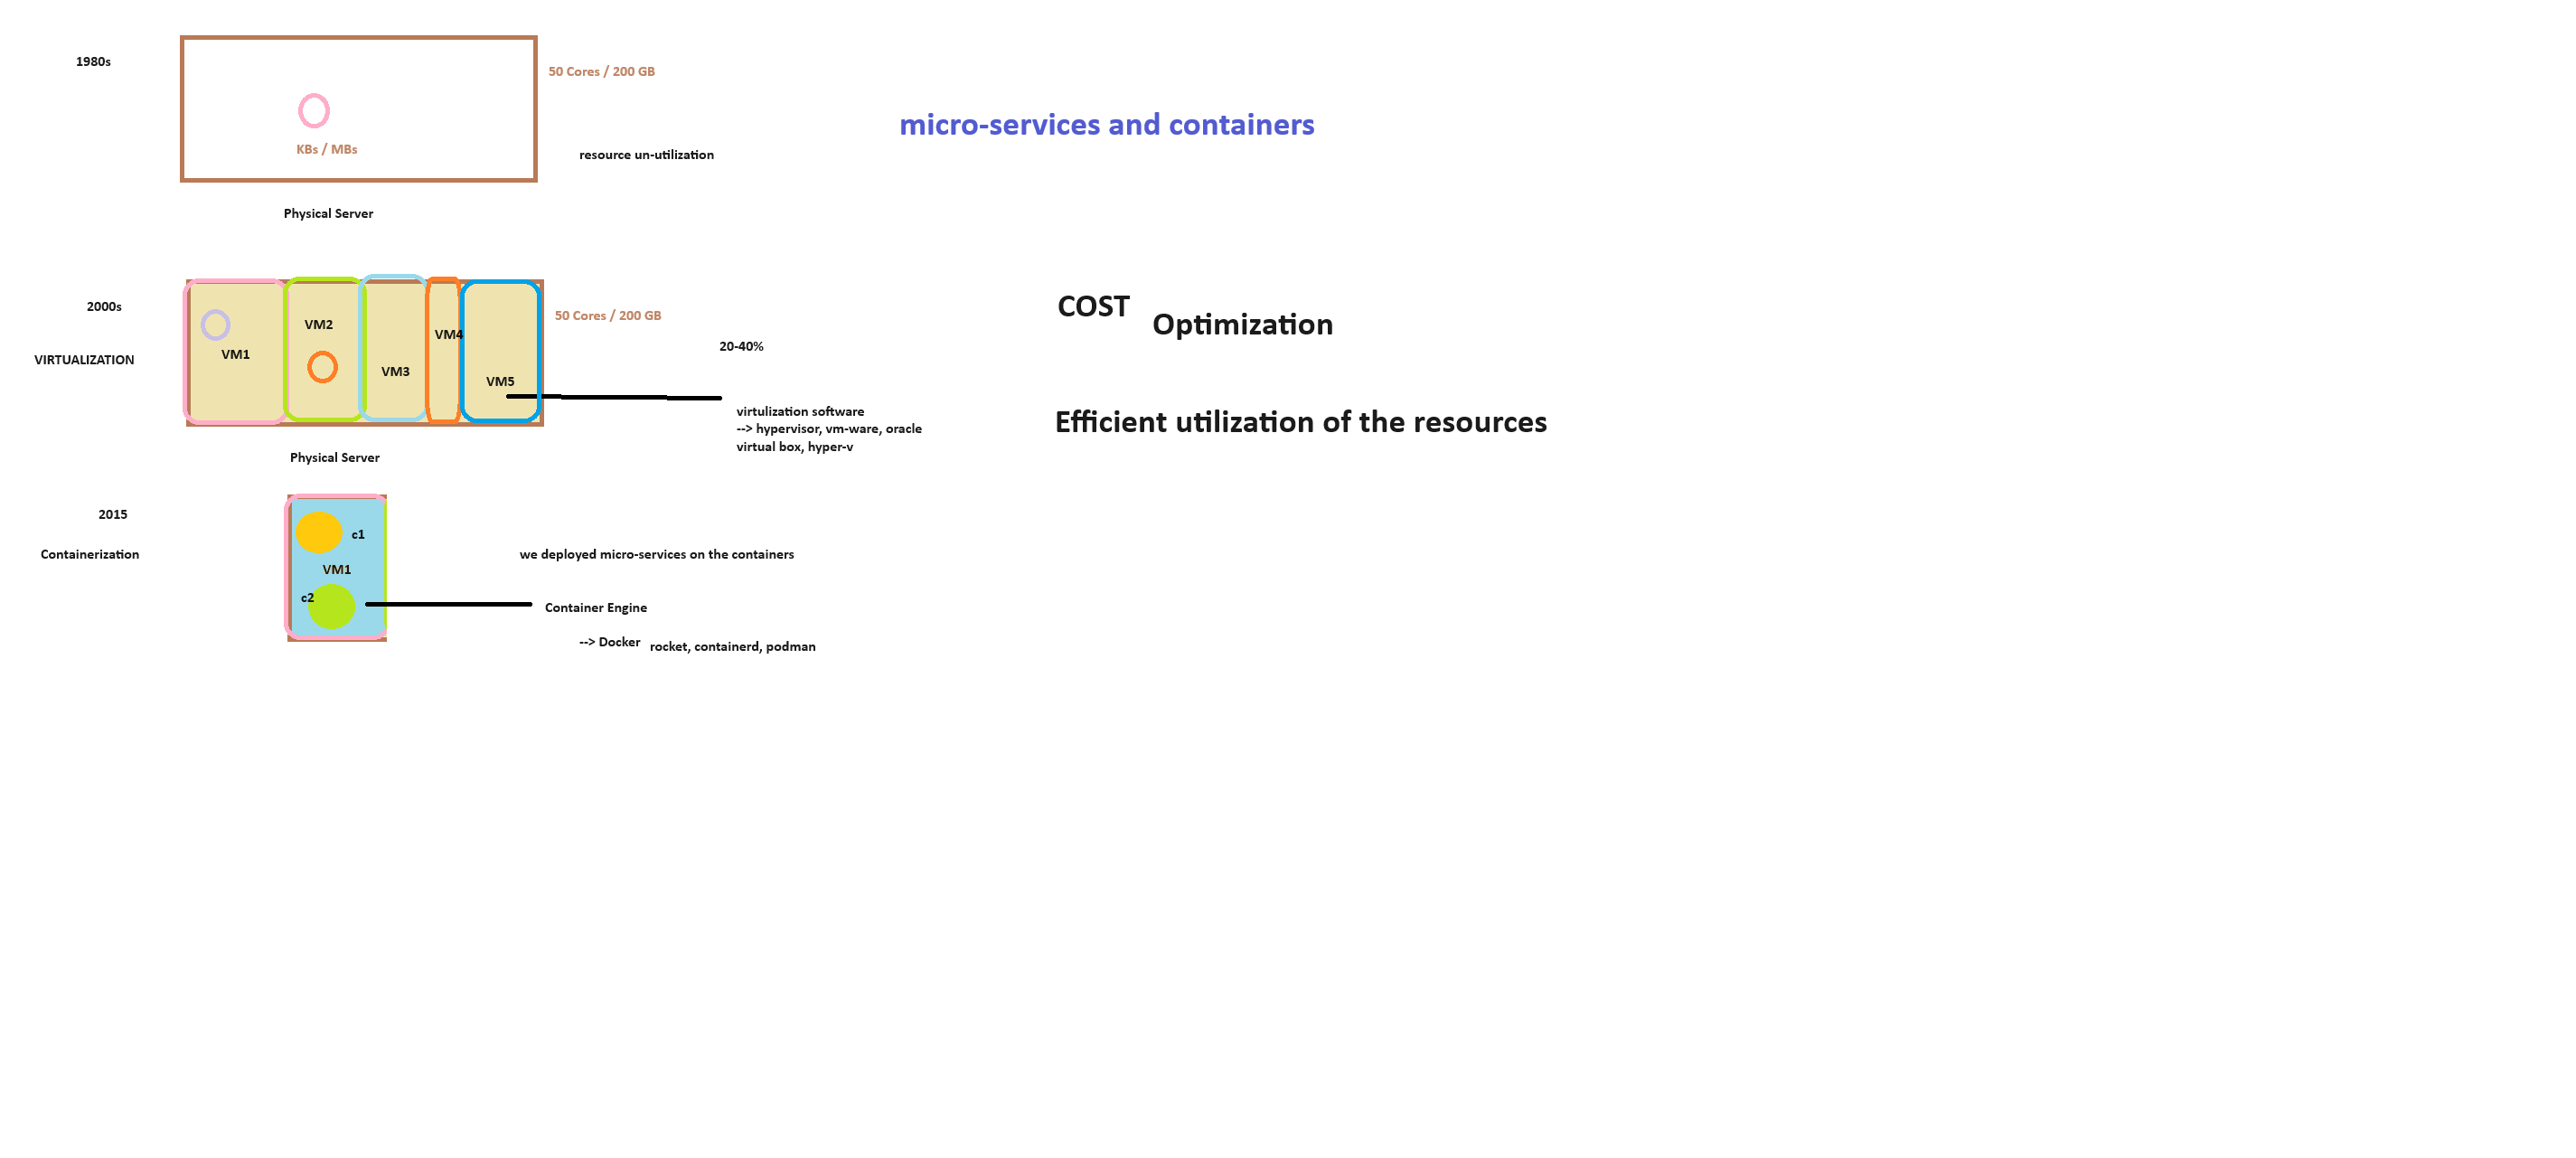 1980s
50 Cores / 200 GB
micro-services and containers
KBs / MBs
resource un-utilization
Physical Server
2000s
VIRTUALIZATION
VM1
VM2
VM3
VM4
VM5
50 Cores / 200 GB
20-40%
COST
Optimization
virtulization software
--> hypervisor, vm-ware, oracle
virtual box, hyper-v
Efficient utilization of the resources
Physical Server
2015
Containerization
c1
VM1
c2
we deployed micro-services on the containers
Container Engine
--> Docker
rocket, containerd, podman